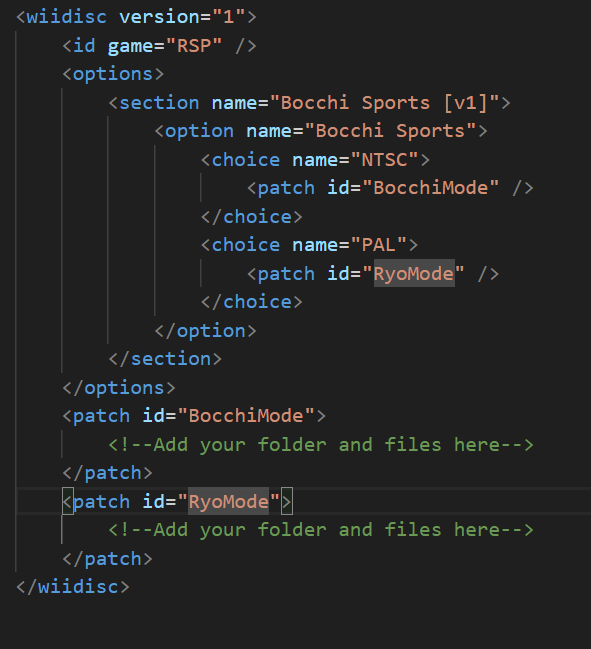 <wiidisc version="1">
<id game="RSP" />
<options>
<section name="Bocchi Sports [v1]">
<option name="Bocchi Sports">
<choice name="NTSC">
<patch id="BocchiMode" />
</choice>
<choice name="PAL">
<patch id="RyoMode" />
</choice>
</option>
</section>
</options>
<patch id="BocchiMode">
<!--Add your folder and files here-->
</patch>
<patch id="RyoMode">
<!--Add your folder and files here-->
</patch>
</wiidisc>